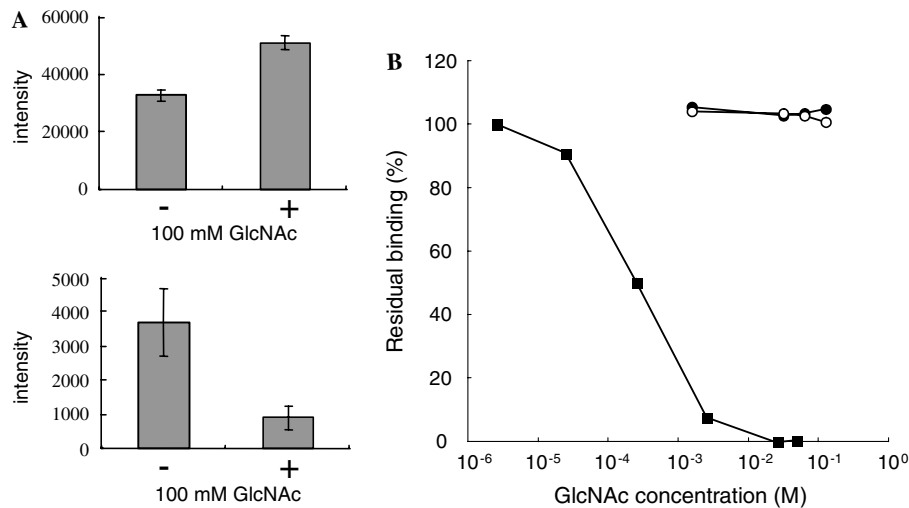 A
60000
40000
20000
0
intensity
- +
100 mM GlcNAc
5000
4000
3000
2000
1000
0
intensity
- +
100 mM GlcNAc
B
120
100
80
60
40
20
0
Residual binding (%)
10⁻⁶ 10⁻⁵ 10⁻⁴ 10⁻³ 10⁻² 10⁻¹ 10⁰
GlcNAc concentration (M)